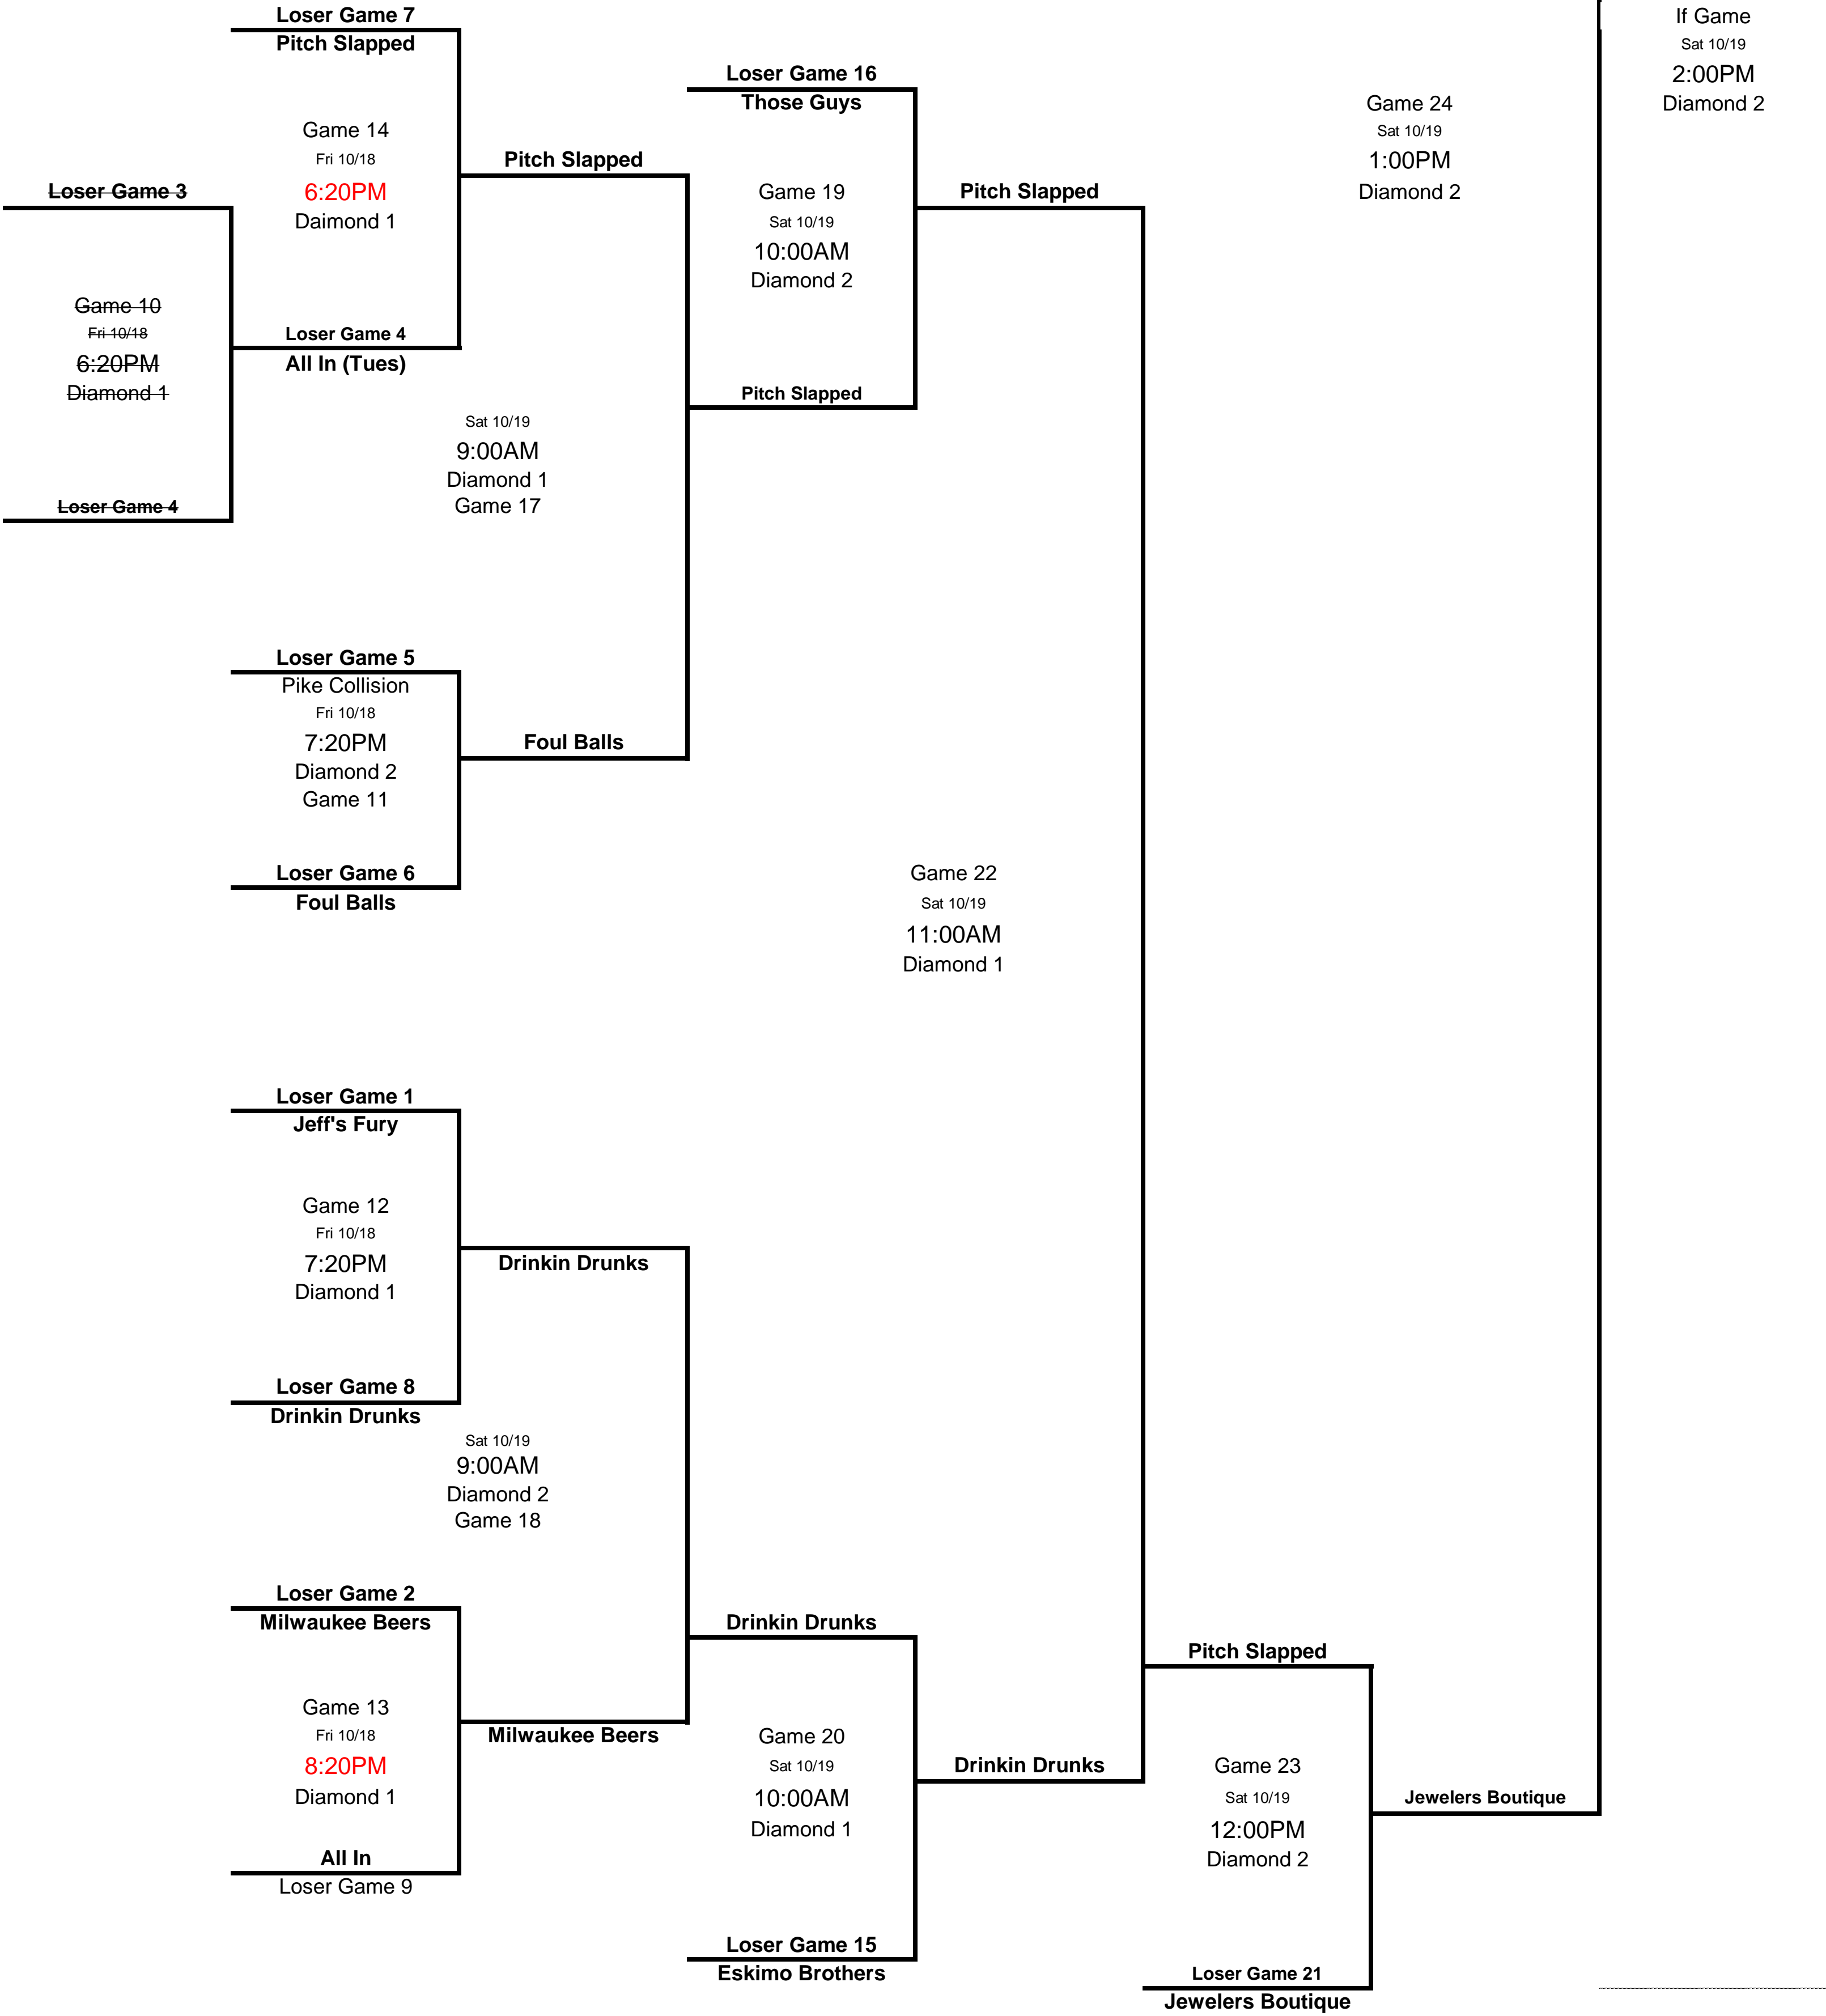 Loser Game 7
Pitch Slapped
Game 14
Fri 10/18
6:20PM
Daimond 1
Loser Game 3
Game 10
Fri 10/18
6:20PM
Diamond 1
Loser Game 4
Loser Game 4
All In (Tues)
Pitch Slapped
Sat 10/19
9:00AM
Diamond 1
Game 17
Loser Game 16
Those Guys
Game 19
Sat 10/19
10:00AM
Diamond 2
Pitch Slapped
Pitch Slapped
Game 24
Sat 10/19
1:00PM
Diamond 2
If Game
Sat 10/19
2:00PM
Diamond 2
Loser Game 5
Pike Collision
Fri 10/18
7:20PM
Diamond 2
Game 11
Loser Game 6
Foul Balls
Foul Balls
Game 22
Sat 10/19
11:00AM
Diamond 1
Loser Game 1
Jeff's Fury
Game 12
Fri 10/18
7:20PM
Diamond 1
Loser Game 8
Drinkin Drunks
Drinkin Drunks
Sat 10/19
9:00AM
Diamond 2
Game 18
Loser Game 2
Milwaukee Beers
Game 13
Fri 10/18
8:20PM
Diamond 1
All In
Loser Game 9
Milwaukee Beers
Drinkin Drunks
Game 20
Sat 10/19
10:00AM
Diamond 1
Loser Game 15
Eskimo Brothers
Drinkin Drunks
Pitch Slapped
Game 23
Sat 10/19
12:00PM
Diamond 2
Loser Game 21
Jewelers Boutique
Jewelers Boutique